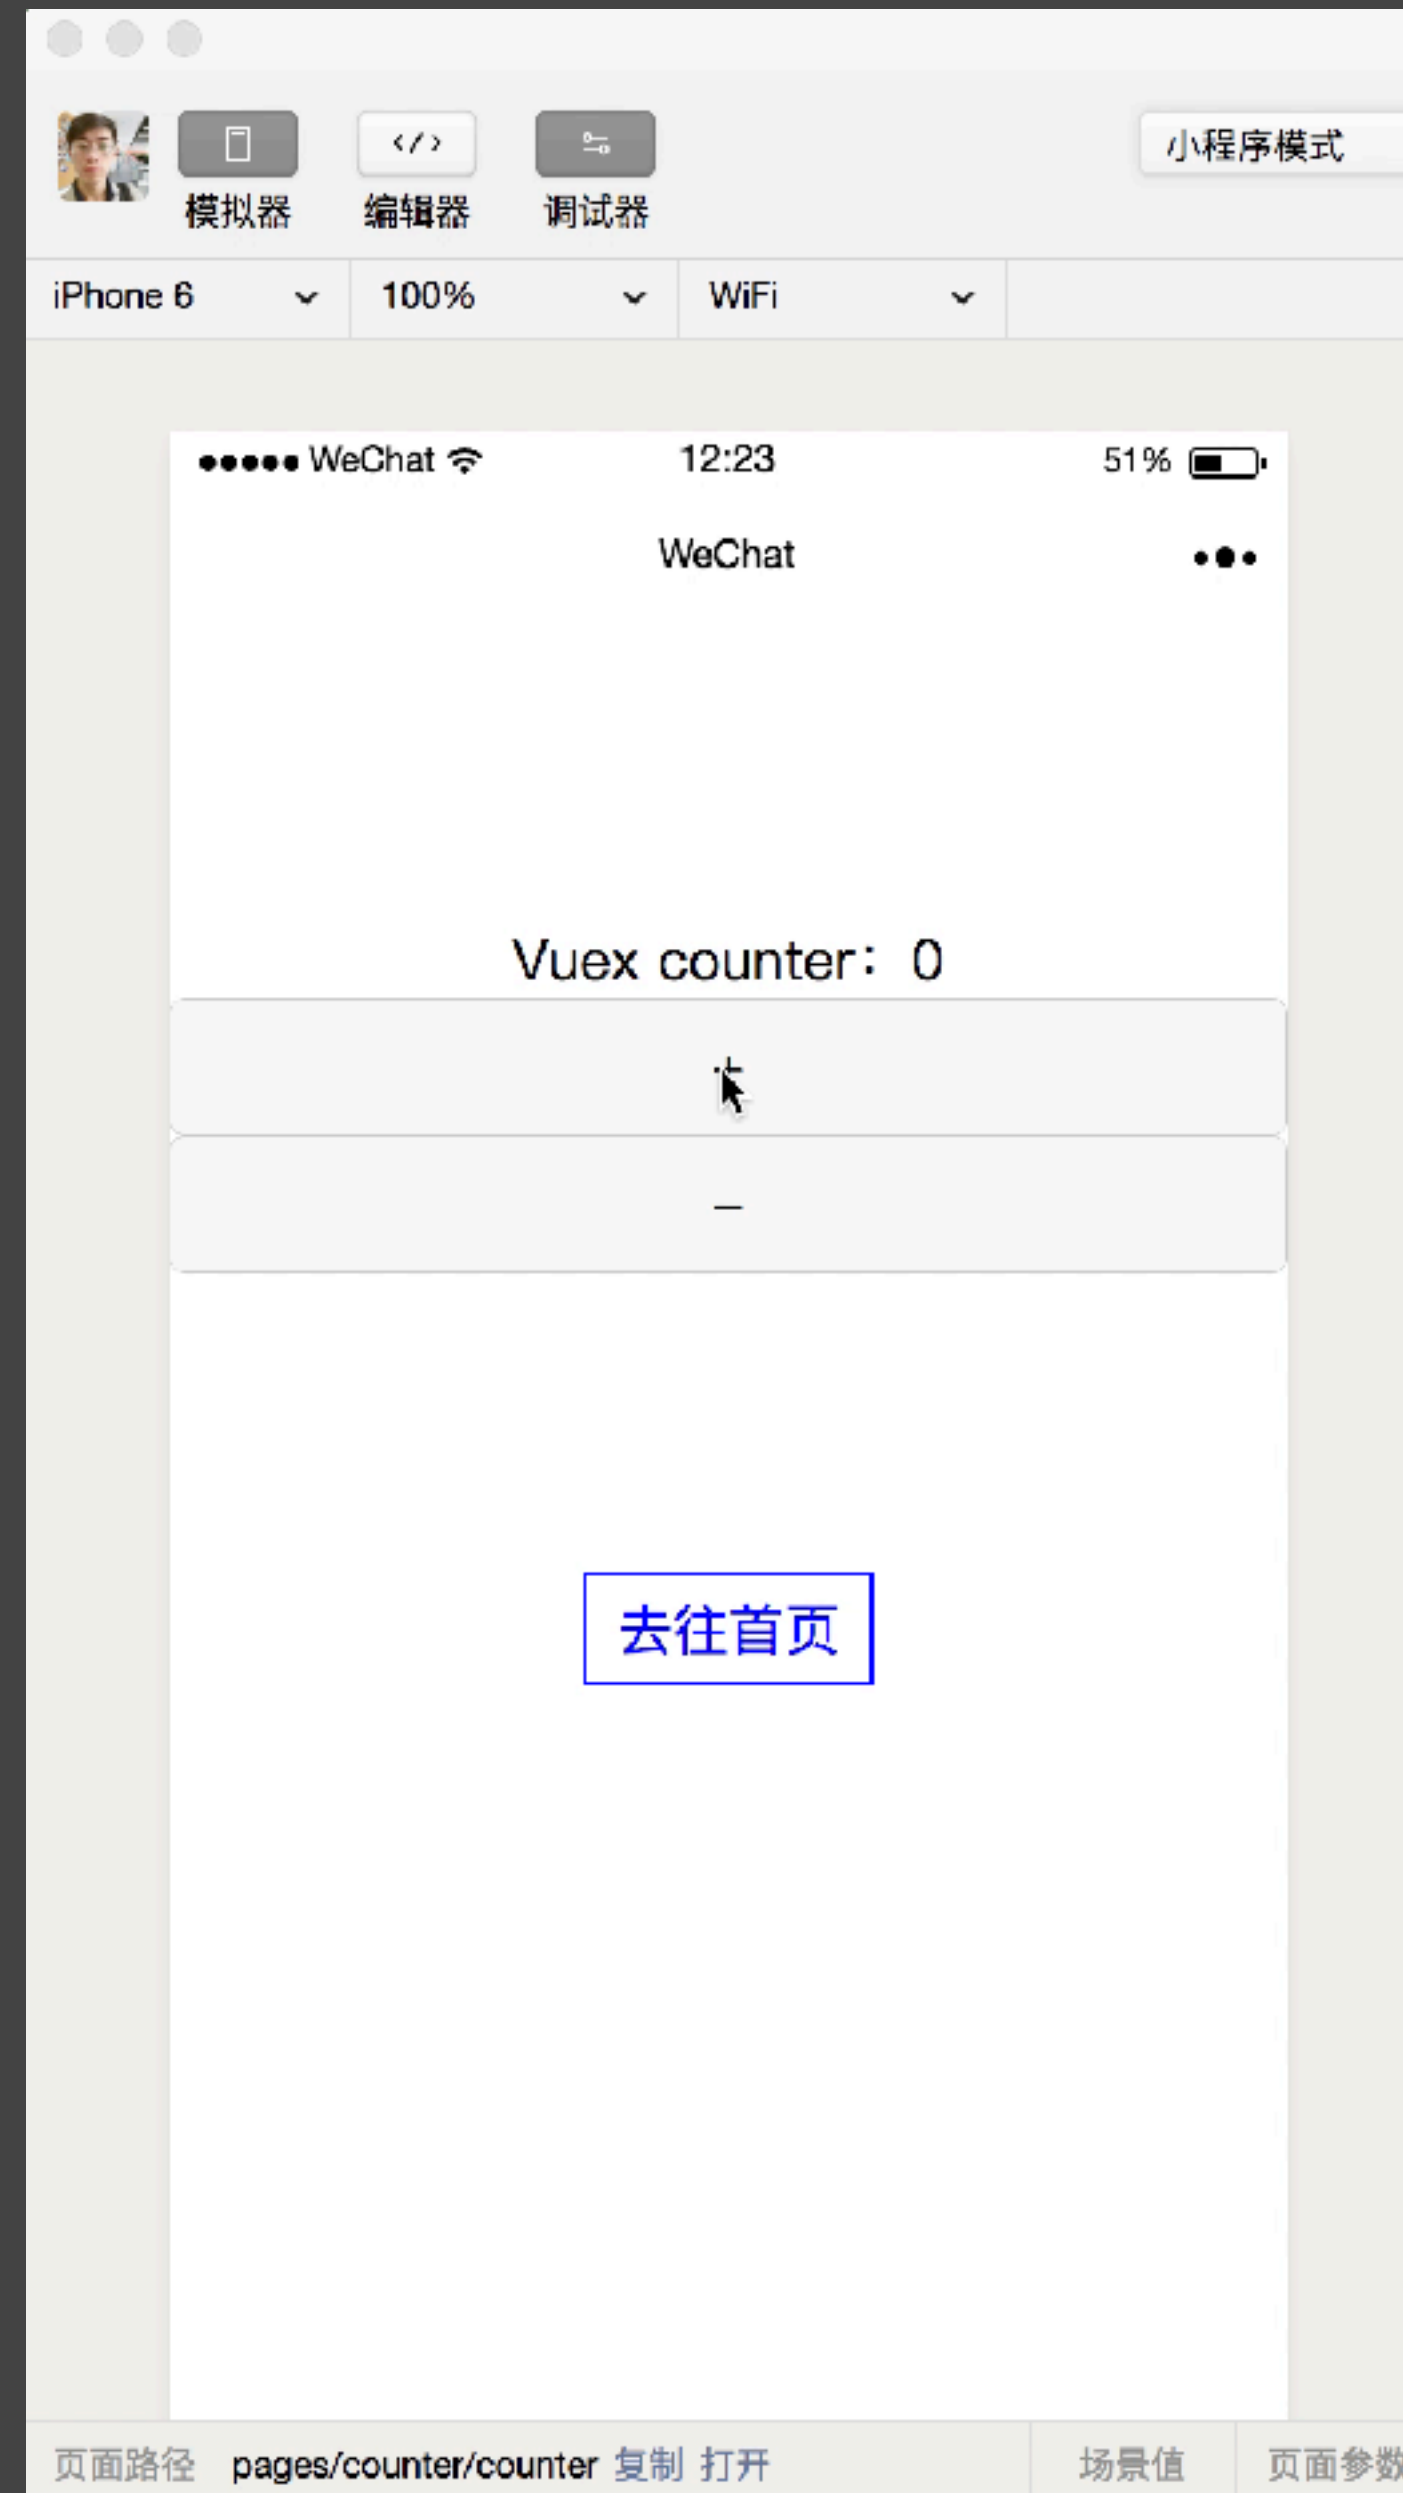 模拟器 编辑器 调试器 小程序模式
iPhone 6 100% WiFi
WeChat 12:23 51%
WeChat
Vuex counter: 0
+
—
去往首页
页面路径 pages/counter/counter 复制 打开 场景值 页面参数